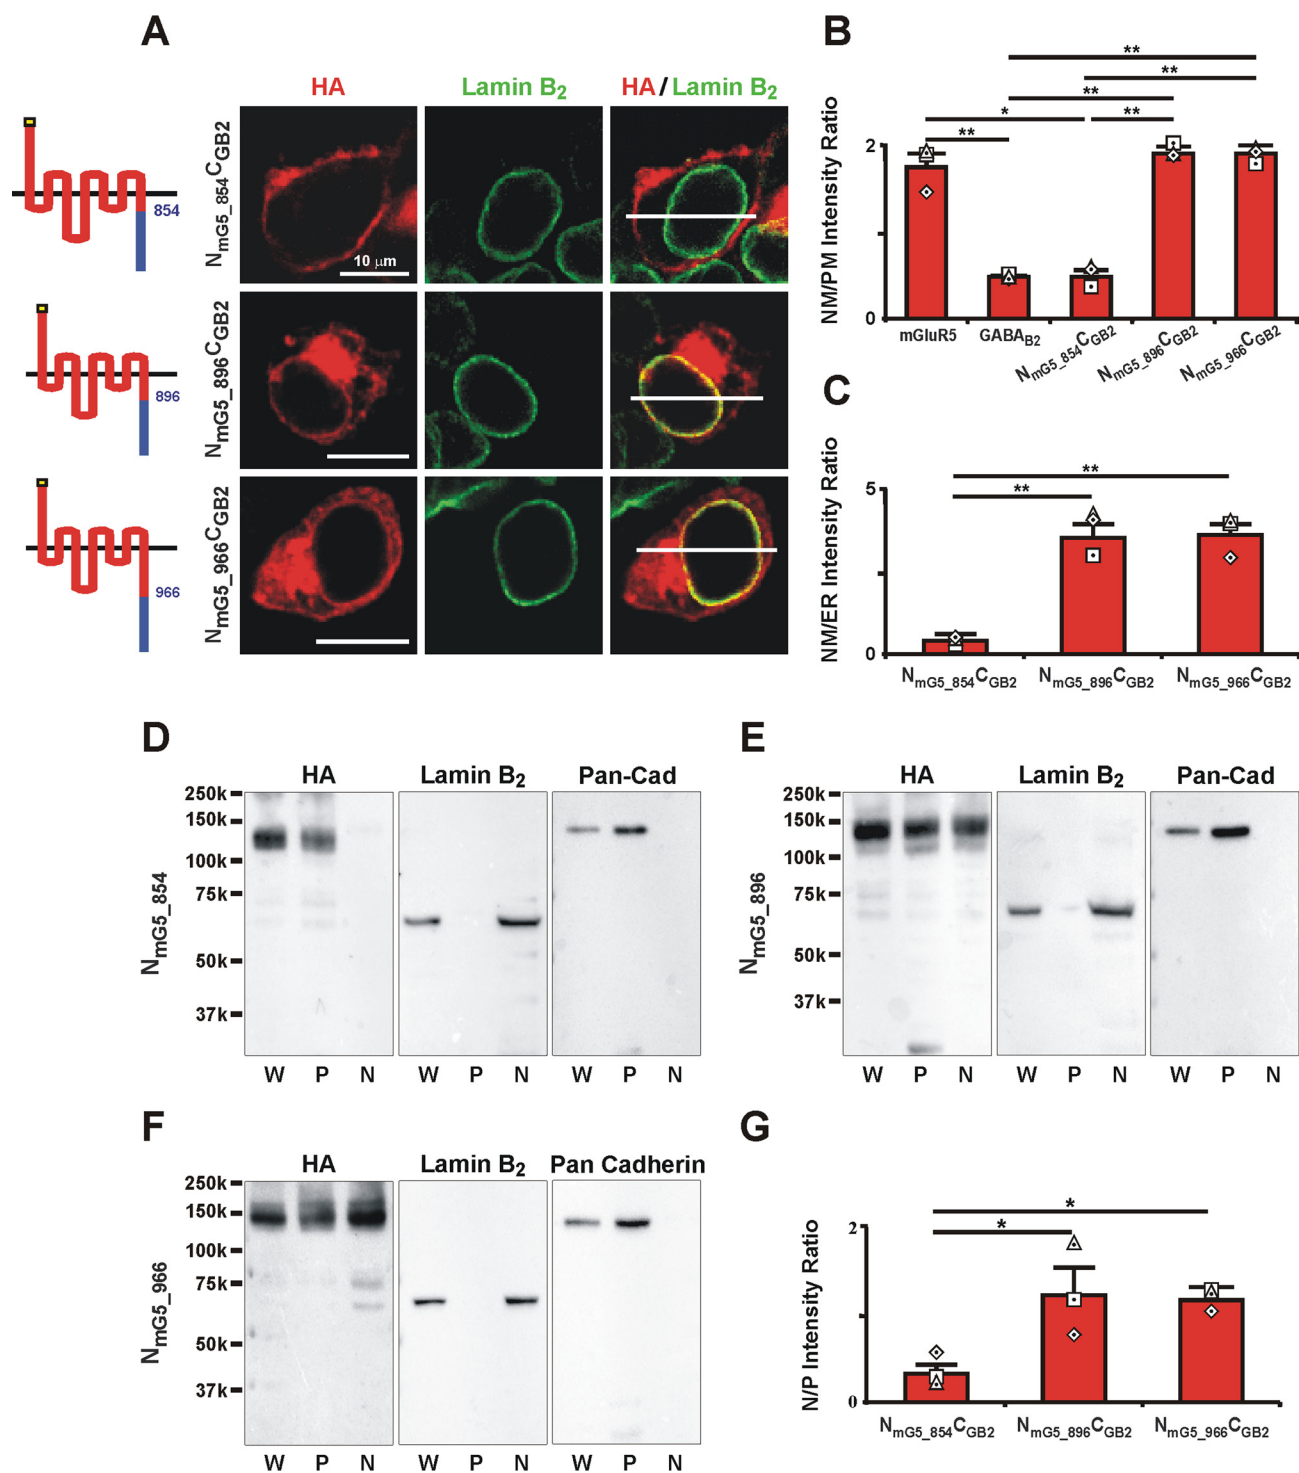 A
HA
Lamin B2
HA / Lamin B2
854
NmG5_854CGB2
10 µm
896
NmG5_896CGB2
966
NmG5_966CGB2
B
NM/PM Intensity Ratio
**
**
**
* **
**
2
0
mGluR5
GABAB2
NmG5_854CGB2
NmG5_896CGB2
NmG5_966CGB2
C
NM/ER Intensity Ratio
**
**
5
0
NmG5_854CGB2
NmG5_896CGB2
NmG5_966CGB2
D
HA
Lamin B2
Pan-Cad
NmG5_854
250k
150k
100k
75k
50k
37k
W P N
W P N
W P N
E
HA
Lamin B2
Pan-Cad
NmG5_896
250k
150k
100k
75k
50k
37k
W P N
W P N
W P N
F
HA
Lamin B2
Pan Cadherin
NmG5_966
250k
150k
100k
75k
50k
37k
W P N
W P N
W P N
G
N/P Intensity Ratio
*
*
2
0
NmG5_854CGB2
NmG5_896CGB2
NmG5_966CGB2